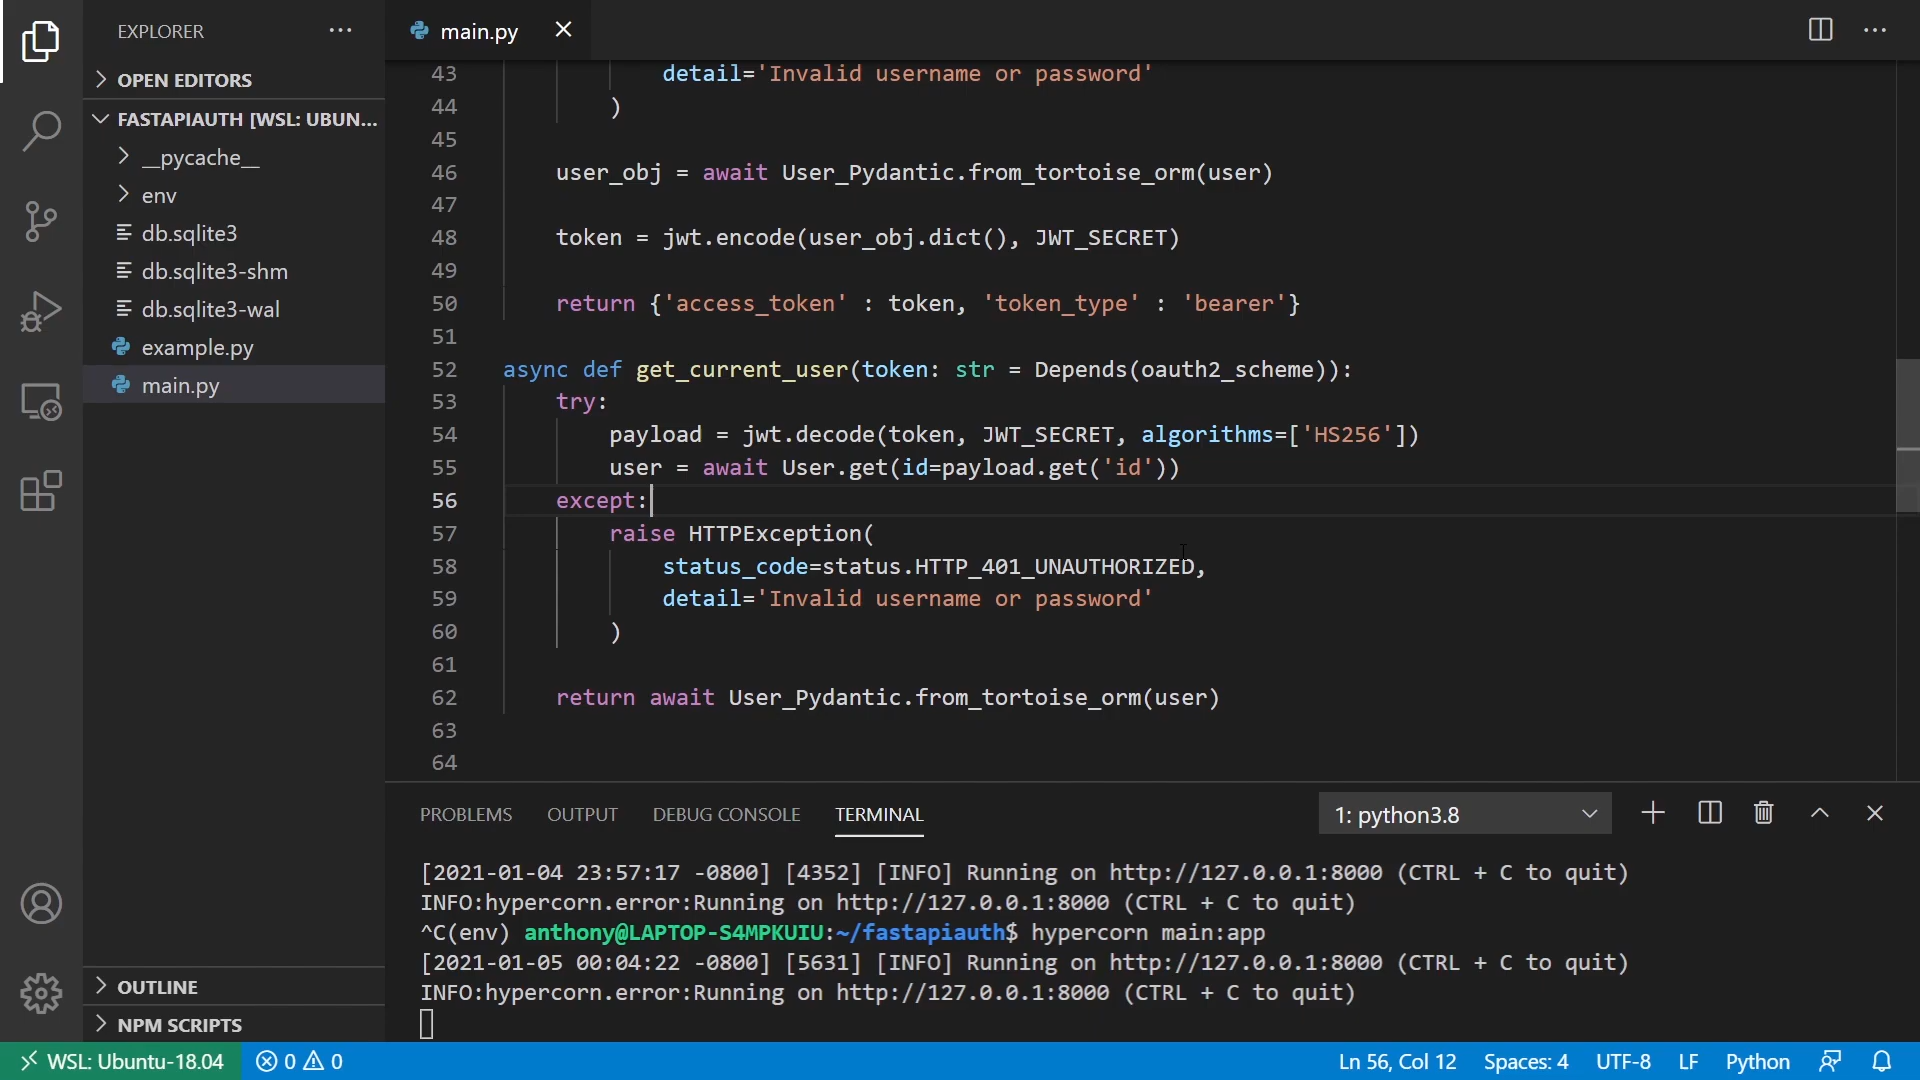 EXPLORER
main.py
OPEN EDITORS
FASTAPIAUTH [WSL: UBUN...
__pycache__
env
db.sqlite3
db.sqlite3-shm
db.sqlite3-wal
example.py
main.py
OUTLINE
NPM SCRIPTS
43 detail='Invalid username or password'
44 )
45
46 user_obj = await User_Pydantic.from_tortoise_orm(user)
47
48 token = jwt.encode(user_obj.dict(), JWT_SECRET)
49
50 return {'access_token' : token, 'token_type' : 'bearer'}
51
52 async def get_current_user(token: str = Depends(oauth2_scheme)):
53 try:
54 payload = jwt.decode(token, JWT_SECRET, algorithms=['HS256'])
55 user = await User.get(id=payload.get('id'))
56 except:
57 raise HTTPException(
58 status_code=status.HTTP_401_UNAUTHORIZED,
59 detail='Invalid username or password'
60 )
61
62 return await User_Pydantic.from_tortoise_orm(user)
63
64
PROBLEMS OUTPUT DEBUG CONSOLE TERMINAL 1: python3.8
[2021-01-04 23:57:17 -0800] [4352] [INFO] Running on http://127.0.0.1:8000 (CTRL + C to quit)
INFO:hypercorn.error:Running on http://127.0.0.1:8000 (CTRL + C to quit)
^C(env) anthony@LAPTOP-S4MPKUIU:~/fastapiauth$ hypercorn main:app
[2021-01-05 00:04:22 -0800] [5631] [INFO] Running on http://127.0.0.1:8000 (CTRL + C to quit)
INFO:hypercorn.error:Running on http://127.0.0.1:8000 (CTRL + C to quit)
WSL: Ubuntu-18.04 0 0 Ln 56, Col 12 Spaces: 4 UTF-8 LF Python